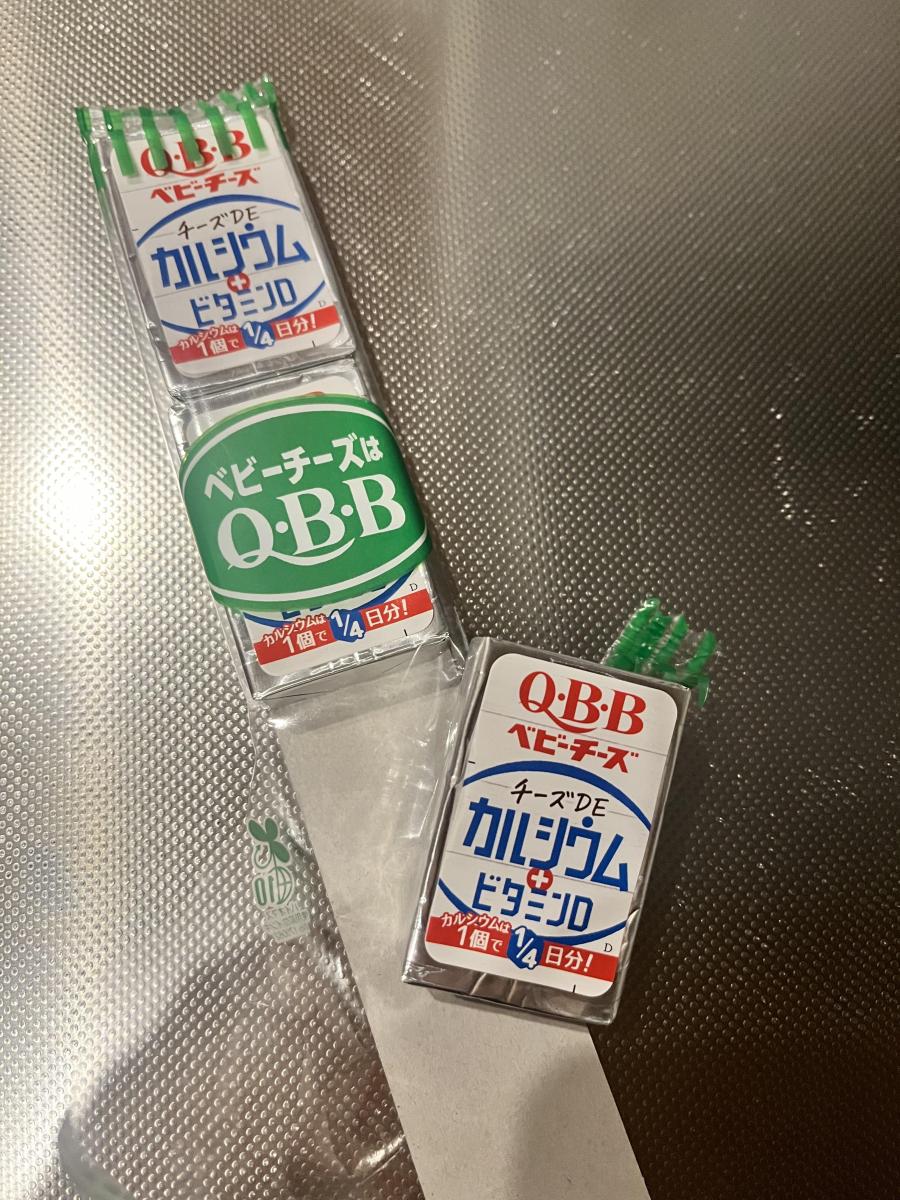 Q·B·B
ベビーチーズ
チーズDE
カルシウム
+
ビタミンD
D
カルシウムは
1個で 1/4 日分!
ベビーチーズは
Q·B·B
D
カルシウムは
1個で 1/4 日分!
Q·B·B
ベビーチーズ
チーズDE
カルシウム
+
ビタミンD
D
カルシウムは
1個で 1/4 日分!